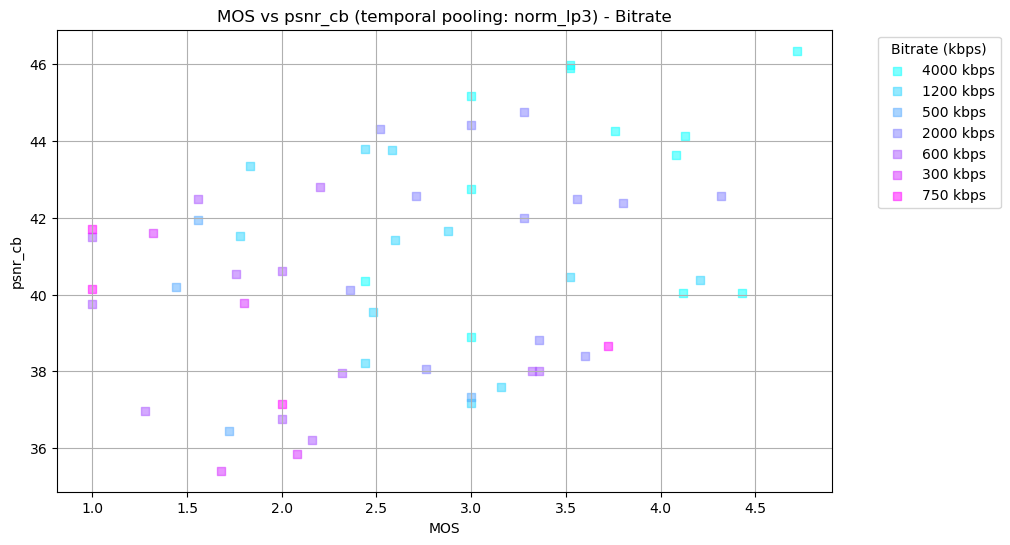 MOS vs psnr_cb (temporal pooling: norm_lp3) - Bitrate
Bitrate (kbps)
4000 kbps
1200 kbps
500 kbps
2000 kbps
600 kbps
300 kbps
750 kbps
psnr_cb
46
44
42
40
38
36
1.0 1.5 2.0 2.5 3.0 3.5 4.0 4.5
MOS